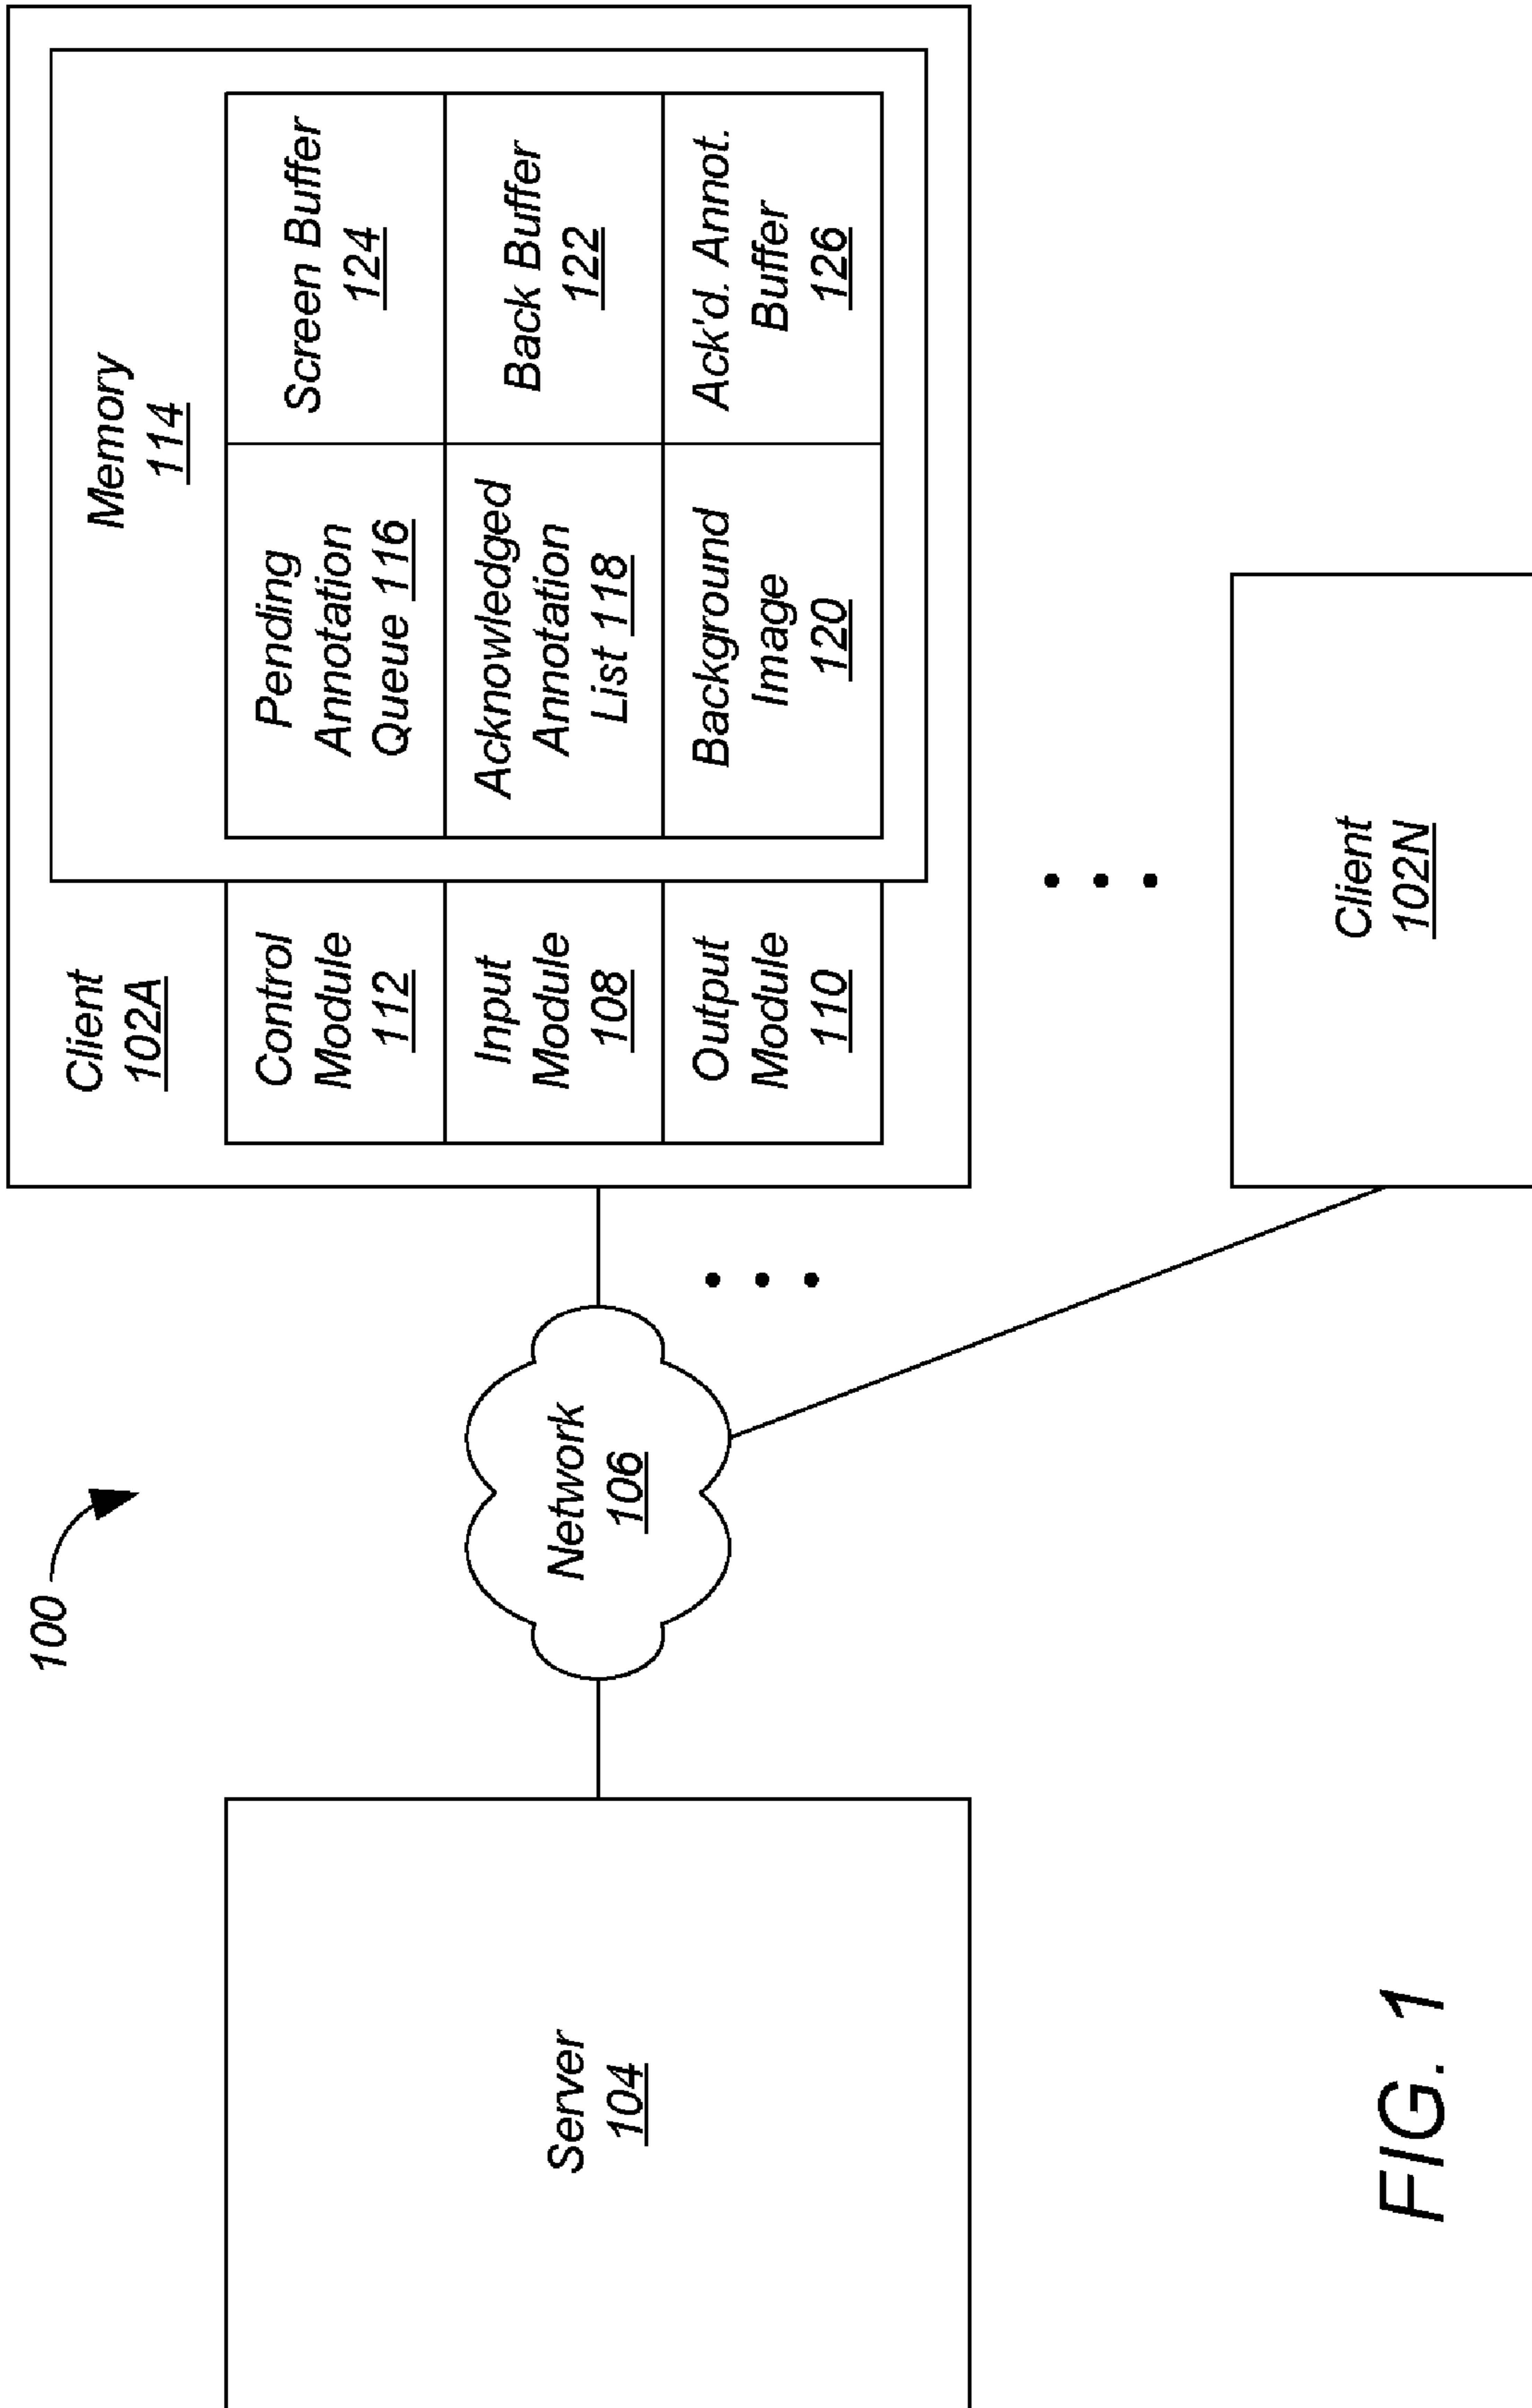 100
Server
104
Network
106
Client
102A
Control
Module
112
Input
Module
108
Output
Module
110
Memory
114
Pending
Annotation
Queue 116
Acknowledged
Annotation
List 118
Background
Image
120
Screen Buffer
124
Back Buffer
122
Ack'd. Annot.
Buffer
126
Client
102N
FIG. 1